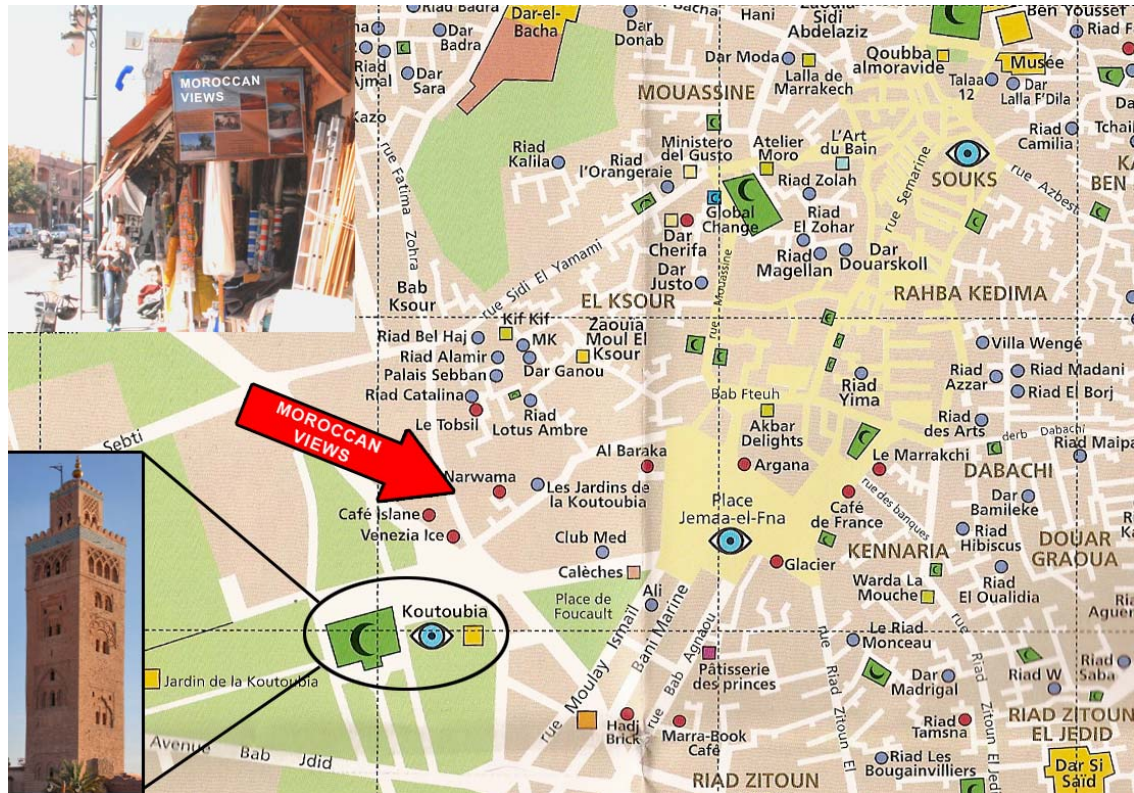 MOROCCAN
VIEWS
Riad Badra
Dar
Badra
Riad
Ajmal
Dar
Sara
Kazo
Dar-el-
Bacha
Dar
Donab
Bacha
Hani
Zaouia
Sidi
Abdelaziz
Dar Moda
Lalla de
Marrakech
MOUASSINE
Qoubba
almoravide
Ben Youssef
Riad F
Musée
Talaa
12
Dar
Lalla F'Dila
Riad
Camilia
Tchaik
BEN
rue Azbest
SOUKS
rue Semarine
Riad
Kalila
Riad
l'Orangeraie
Ministero
del Gusto
Atelier
Moro
L'Art
du Bain
Riad Zolah
Global
Change
Riad
El Zohar
Dar
Cherifa
Riad
Magellan
Dar
Douarskoll
Dar
Justo
rue Fatima Zohra
Bab
Ksour
rue Sidi El Yamami
EL KSOUR
rue Mouassine
RAHBA KEDIMA
Kif Kif
Riad Bel Haj
MK
Zaouia
Moul El
Ksour
Riad Alamir
Dar Ganou
Palais Sebban
Riad Catalina
Le Tobsil
Riad
Lotus Ambre
Villa Wengé
Riad
Azzar
Riad Madani
Riad El Borj
Riad
Yima
Bab Fteuh
Akbar
Delights
Riad
des Arts
derb Dabachi
Riad Maipa
DABACHI
Sebti
MOROCCAN
VIEWS
Al Baraka
Argana
Le Marrakchi
Narwama
Les Jardins de
la Koutoubia
Place
Jemaa-el-Fna
Café
de France
rue des banques
Dar
Bamileke
Café Islane
Venezia Ice
Club Med
Calèches
Glacier
KENNARIA
Riad
Hibiscus
DOUAR
GRAOUA
Warda La
Mouche
Riad
El Oualidia
Riad
Aguer
Koutoubia
Place de
Foucault
Ali
Le Riad
Monceau
Jardin de la Koutoubia
rue Moulay Ismaïl
Bani Marine
rue Bab Agnaou
Pâtisserie
des princes
rue Riad Zitoun El
Dar
Madrigal
rue Riad Zitoun El Jedi
Riad W
Riad
Saba
Avenue Bab Jdid
Hadj
Brick
Marra-Book
Café
Riad
Tamsna
RIAD ZITOUN
EL JEDID
RIAD ZITOUN
Riad Les
Bougainvilliers
Dar Si
Saïd